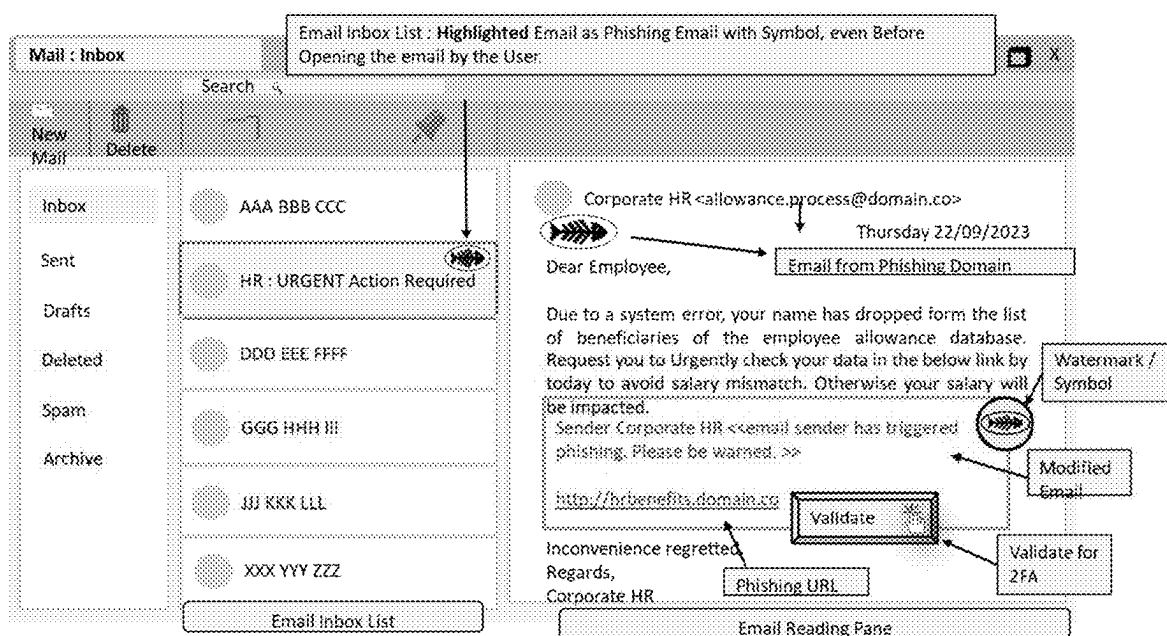 Email Inbox List : Highlighted Email as Phishing Email with Symbol, even Before
Opening the email by the User.
Mail : Inbox
X
Search
New
Mail
Delete
Inbox
Sent
Drafts
Deleted
Spam
Archive
AAA BBB CCC
HR : URGENT Action Required
DDD EEE FFFF
GGG HHH III
JJJ KKK LLL
XXX YYY ZZZ
Email Inbox List
Corporate HR <allowance.process@domain.co>
Thursday 22/09/2023
Email from Phishing Domain
Dear Employee,
Due to a system error, your name has dropped form the list
of beneficiaries of the employee allowance database.
Request you to Urgently check your data in the below link by
today to avoid salary mismatch. Otherwise your salary will
be impacted.
Sender Corporate HR <<email sender has triggered
phishing. Please be warned. >>
http://hrbenefits.domain.co
Validate
Watermark /
Symbol
Modified
Email
Validate for
2FA
Phishing URL
Inconvenience regretted
Regards,
Corporate HR
Email Reading Pane